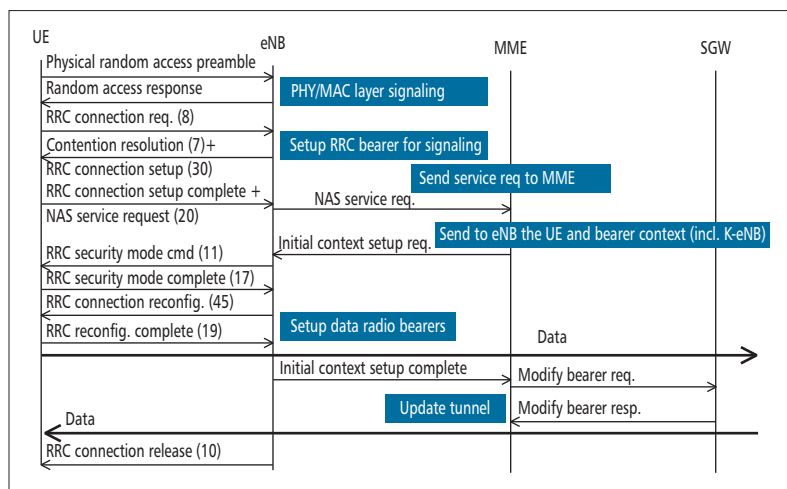 UE
eNB
MME
SGW
Physical random access preamble
Random access response
PHY/MAC layer signaling
RRC connection req. (8)
Contention resolution (7)+
Setup RRC bearer for signaling
RRC connection setup (30)
Send service req to MME
RRC connection setup complete +
NAS service req.
NAS service request (20)
Send to eNB the UE and bearer context (incl. K-eNB)
Initial context setup req.
RRC security mode cmd (11)
RRC security mode complete (17)
RRC connection reconfig. (45)
Setup data radio bearers
RRC reconfig. complete (19)
Data
Initial context setup complete
Modify bearer req.
Update tunnel
Modify bearer resp.
Data
RRC connection release (10)